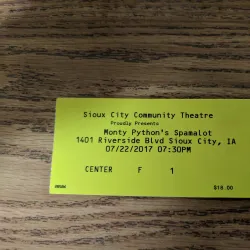 Sioux City Community Theatre
Proudly Presents
Monty Python's Spamalot
1401 Riverside Blvd Sioux City, IA
07/22/2017 07:30PM
CENTER F 1
$18.00